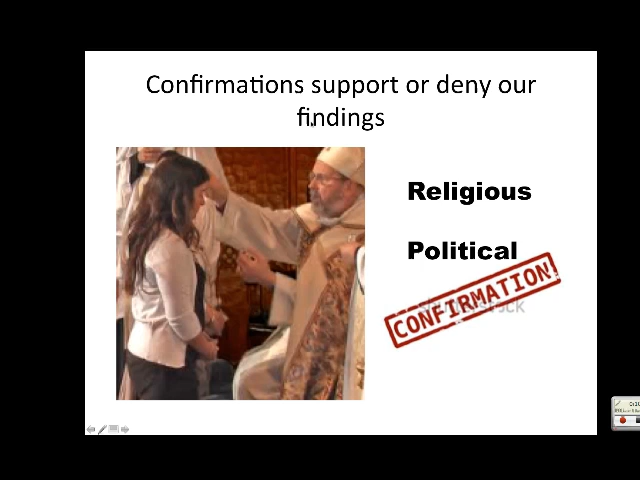 Confirmations support or deny our
findings
Religious
Political
CONFIRMATION!